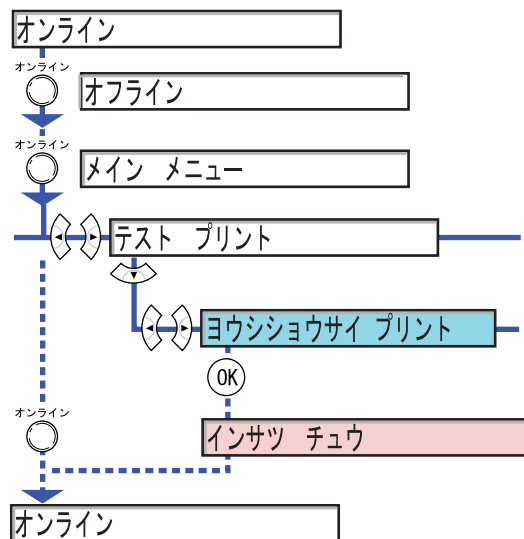 オンライン
オンライン
オフライン
オンライン
メイン メニュー
テスト プリント
ヨウシショウサイ プリント
OK
インサツ チュウ
オンライン
オンライン